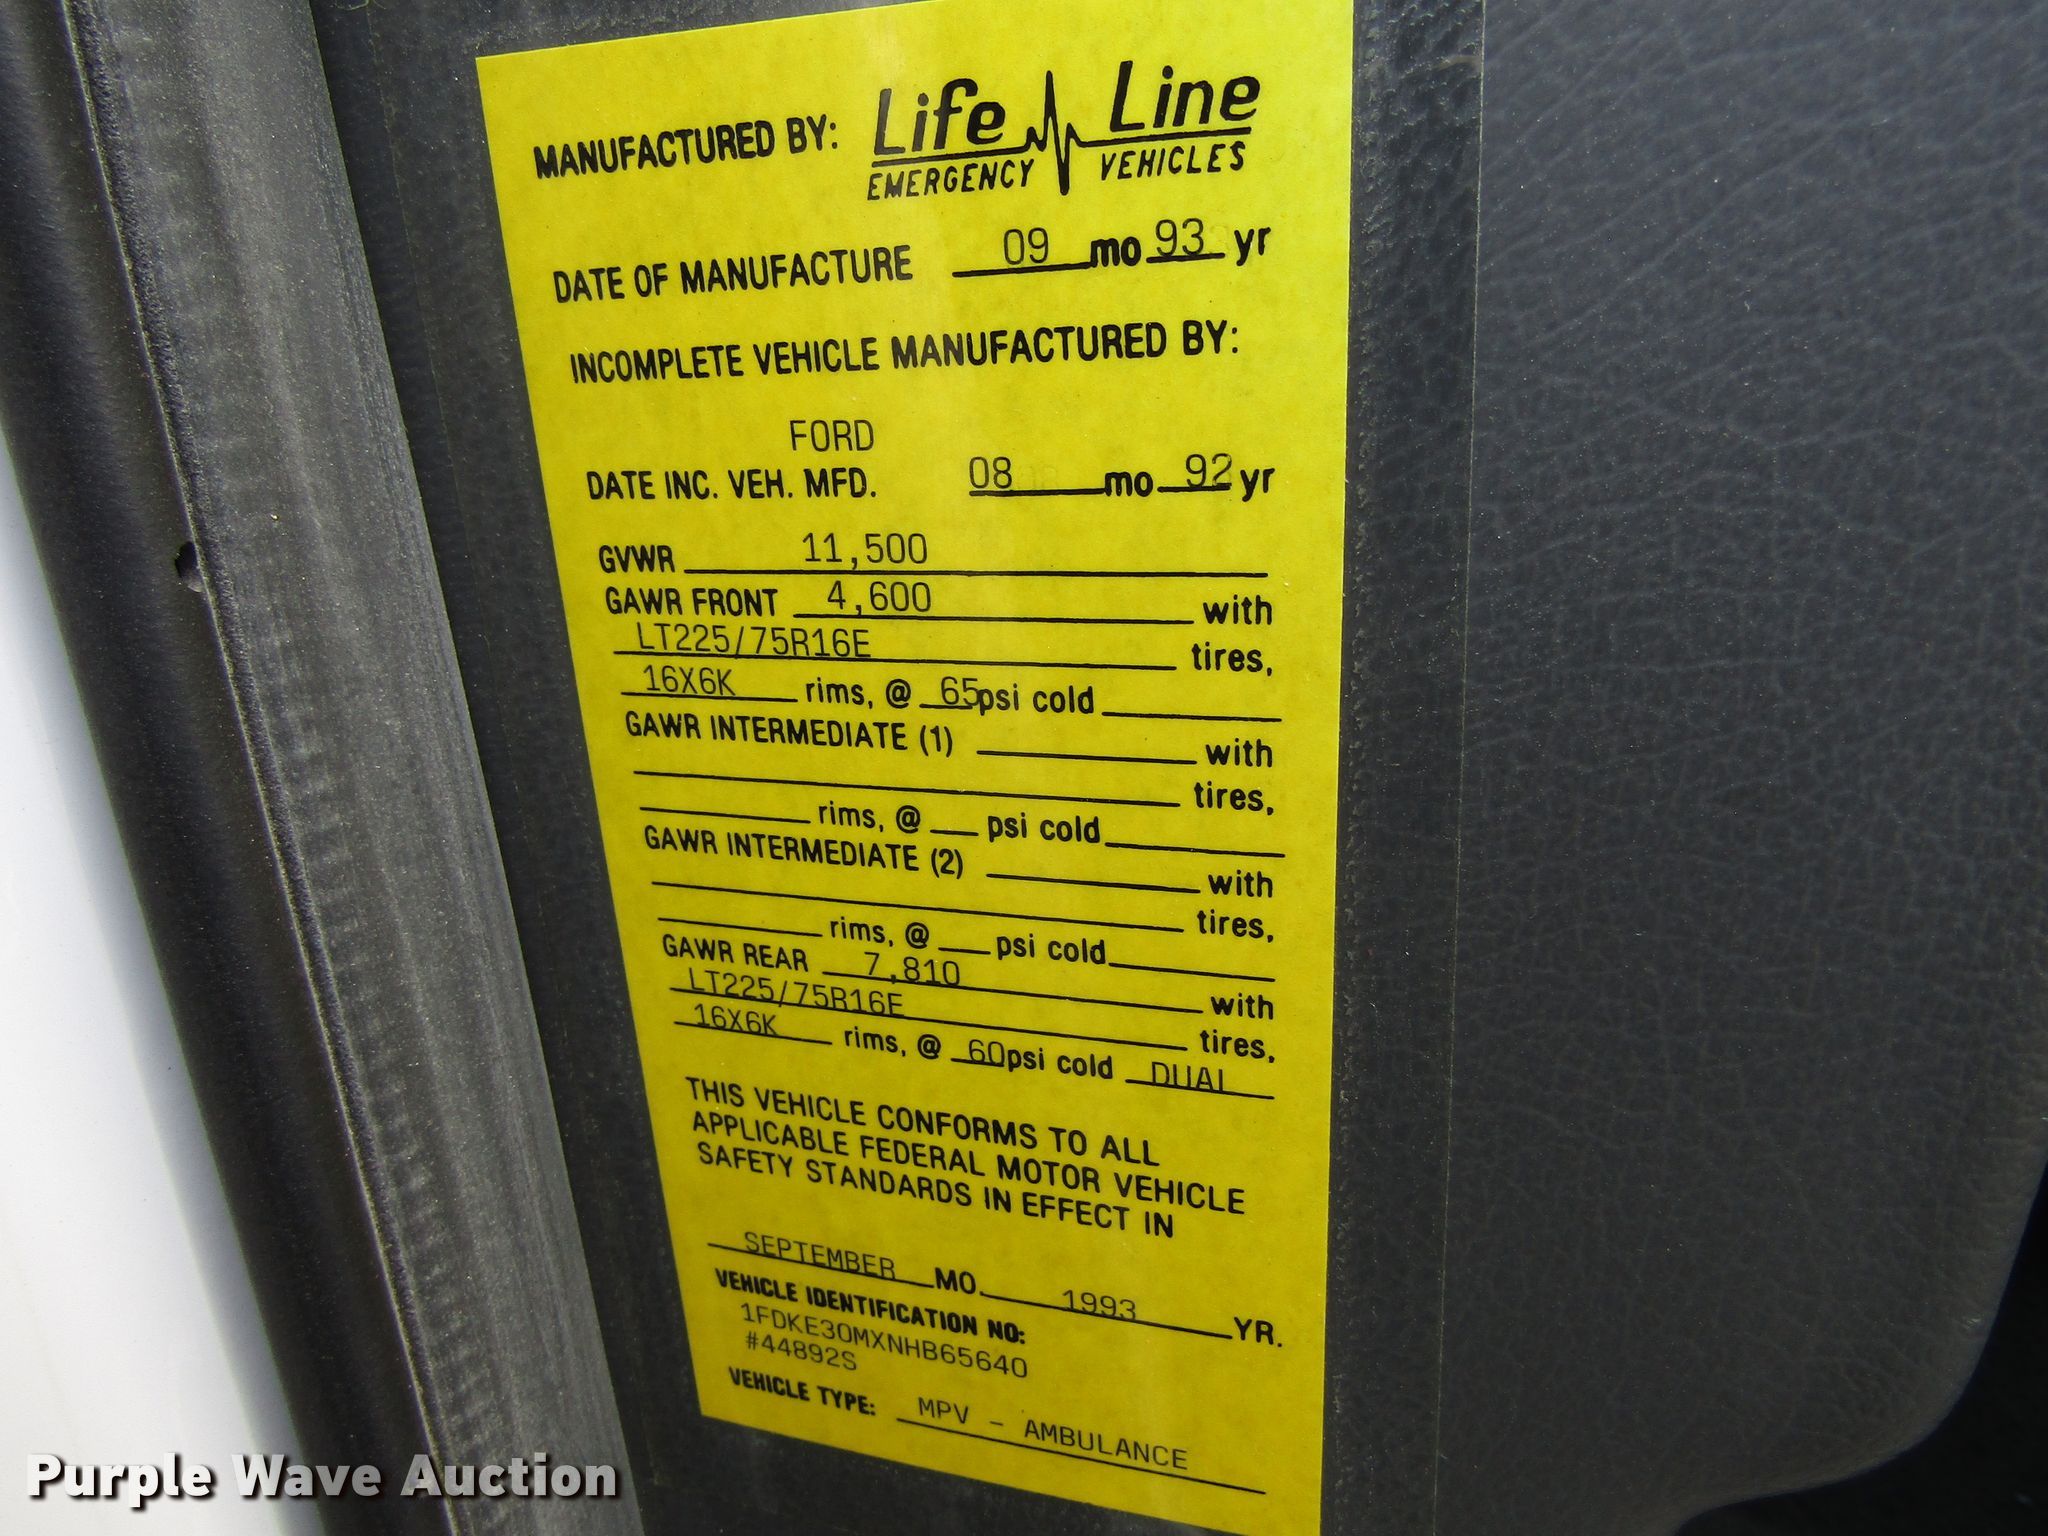 MANUFACTURED BY: Life Line
EMERGENCY VEHICLES
DATE OF MANUFACTURE 09 mo 93 yr
INCOMPLETE VEHICLE MANUFACTURED BY:
FORD
DATE INC. VEH. MFD. 08 mo 92 yr
GVWR 11,500
GAWR FRONT 4,600 with
LT225/75R16E tires,
16X6K rims, @ 65 psi cold
GAWR INTERMEDIATE (1) with
tires,
rims, @ psi cold
GAWR INTERMEDIATE (2) with
tires,
rims, @ psi cold
GAWR REAR 7,810 with
LT225/75R16E tires,
16X6K rims, @ 60 psi cold DUAL
THIS VEHICLE CONFORMS TO ALL
APPLICABLE FEDERAL MOTOR VEHICLE
SAFETY STANDARDS IN EFFECT IN
SEPTEMBER MO. 1993 YR.
VEHICLE IDENTIFICATION NO:
1FDKE30MXNHB65640
#44892S
VEHICLE TYPE: MPV - AMBULANCE
Purple Wave Auction